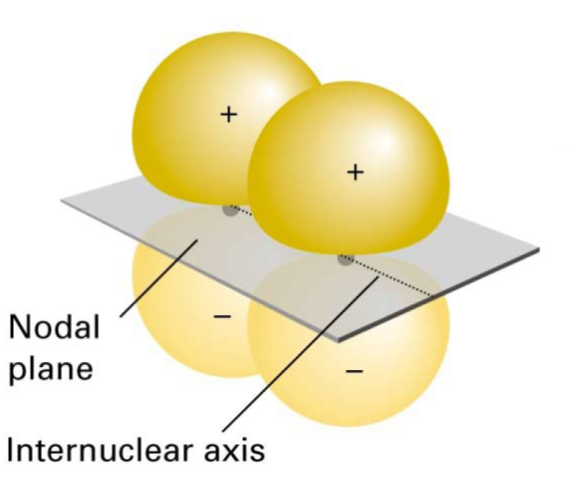 +
+
Nodal
plane
−
−
Internuclear axis